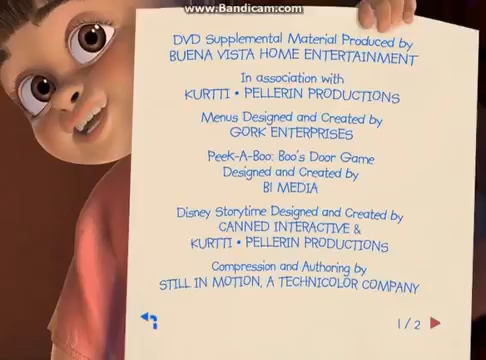 www.Bandicam.com
DVD Supplemental Material Produced by
BUENA VISTA HOME ENTERTAINMENT
In association with
KURTTI • PELLERIN PRODUCTIONS
Menus Designed and Created by
GORK ENTERPRISES
Peek-A-Boo: Boo's Door Game
Designed and Created by
BI MEDIA
Disney Storytime Designed and Created by
CANNED INTERACTIVE &
KURTTI • PELLERIN PRODUCTIONS
Compression and Authoring by
STILL IN MOTION, A TECHNICOLOR COMPANY
1/2